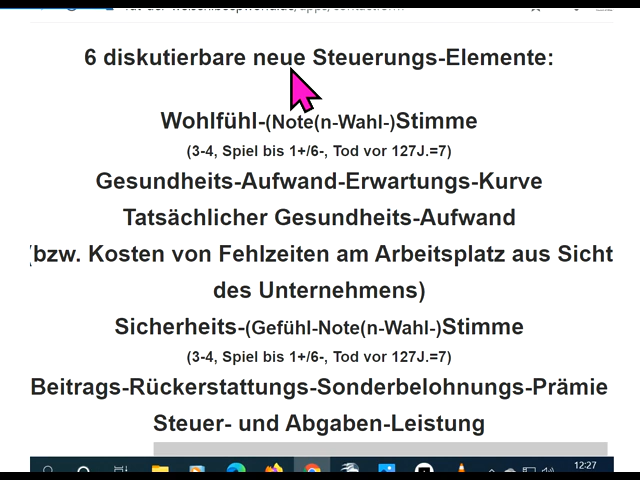 6 diskutierbare neue Steuerungs-Elemente:
Wohlfühl-(Note(n-Wahl-)Stimme
(3-4, Spiel bis 1+/6-, Tod vor 127J.=7)
Gesundheits-Aufwand-Erwartungs-Kurve
Tatsächlicher Gesundheits-Aufwand
(bzw. Kosten von Fehlzeiten am Arbeitsplatz aus Sicht
des Unternehmens)
Sicherheits-(Gefühl-Note(n-Wahl-)Stimme
(3-4, Spiel bis 1+/6-, Tod vor 127J.=7)
Beitrags-Rückerstattungs-Sonderbelohnungs-Prämie
Steuer- und Abgaben-Leistung
12:27